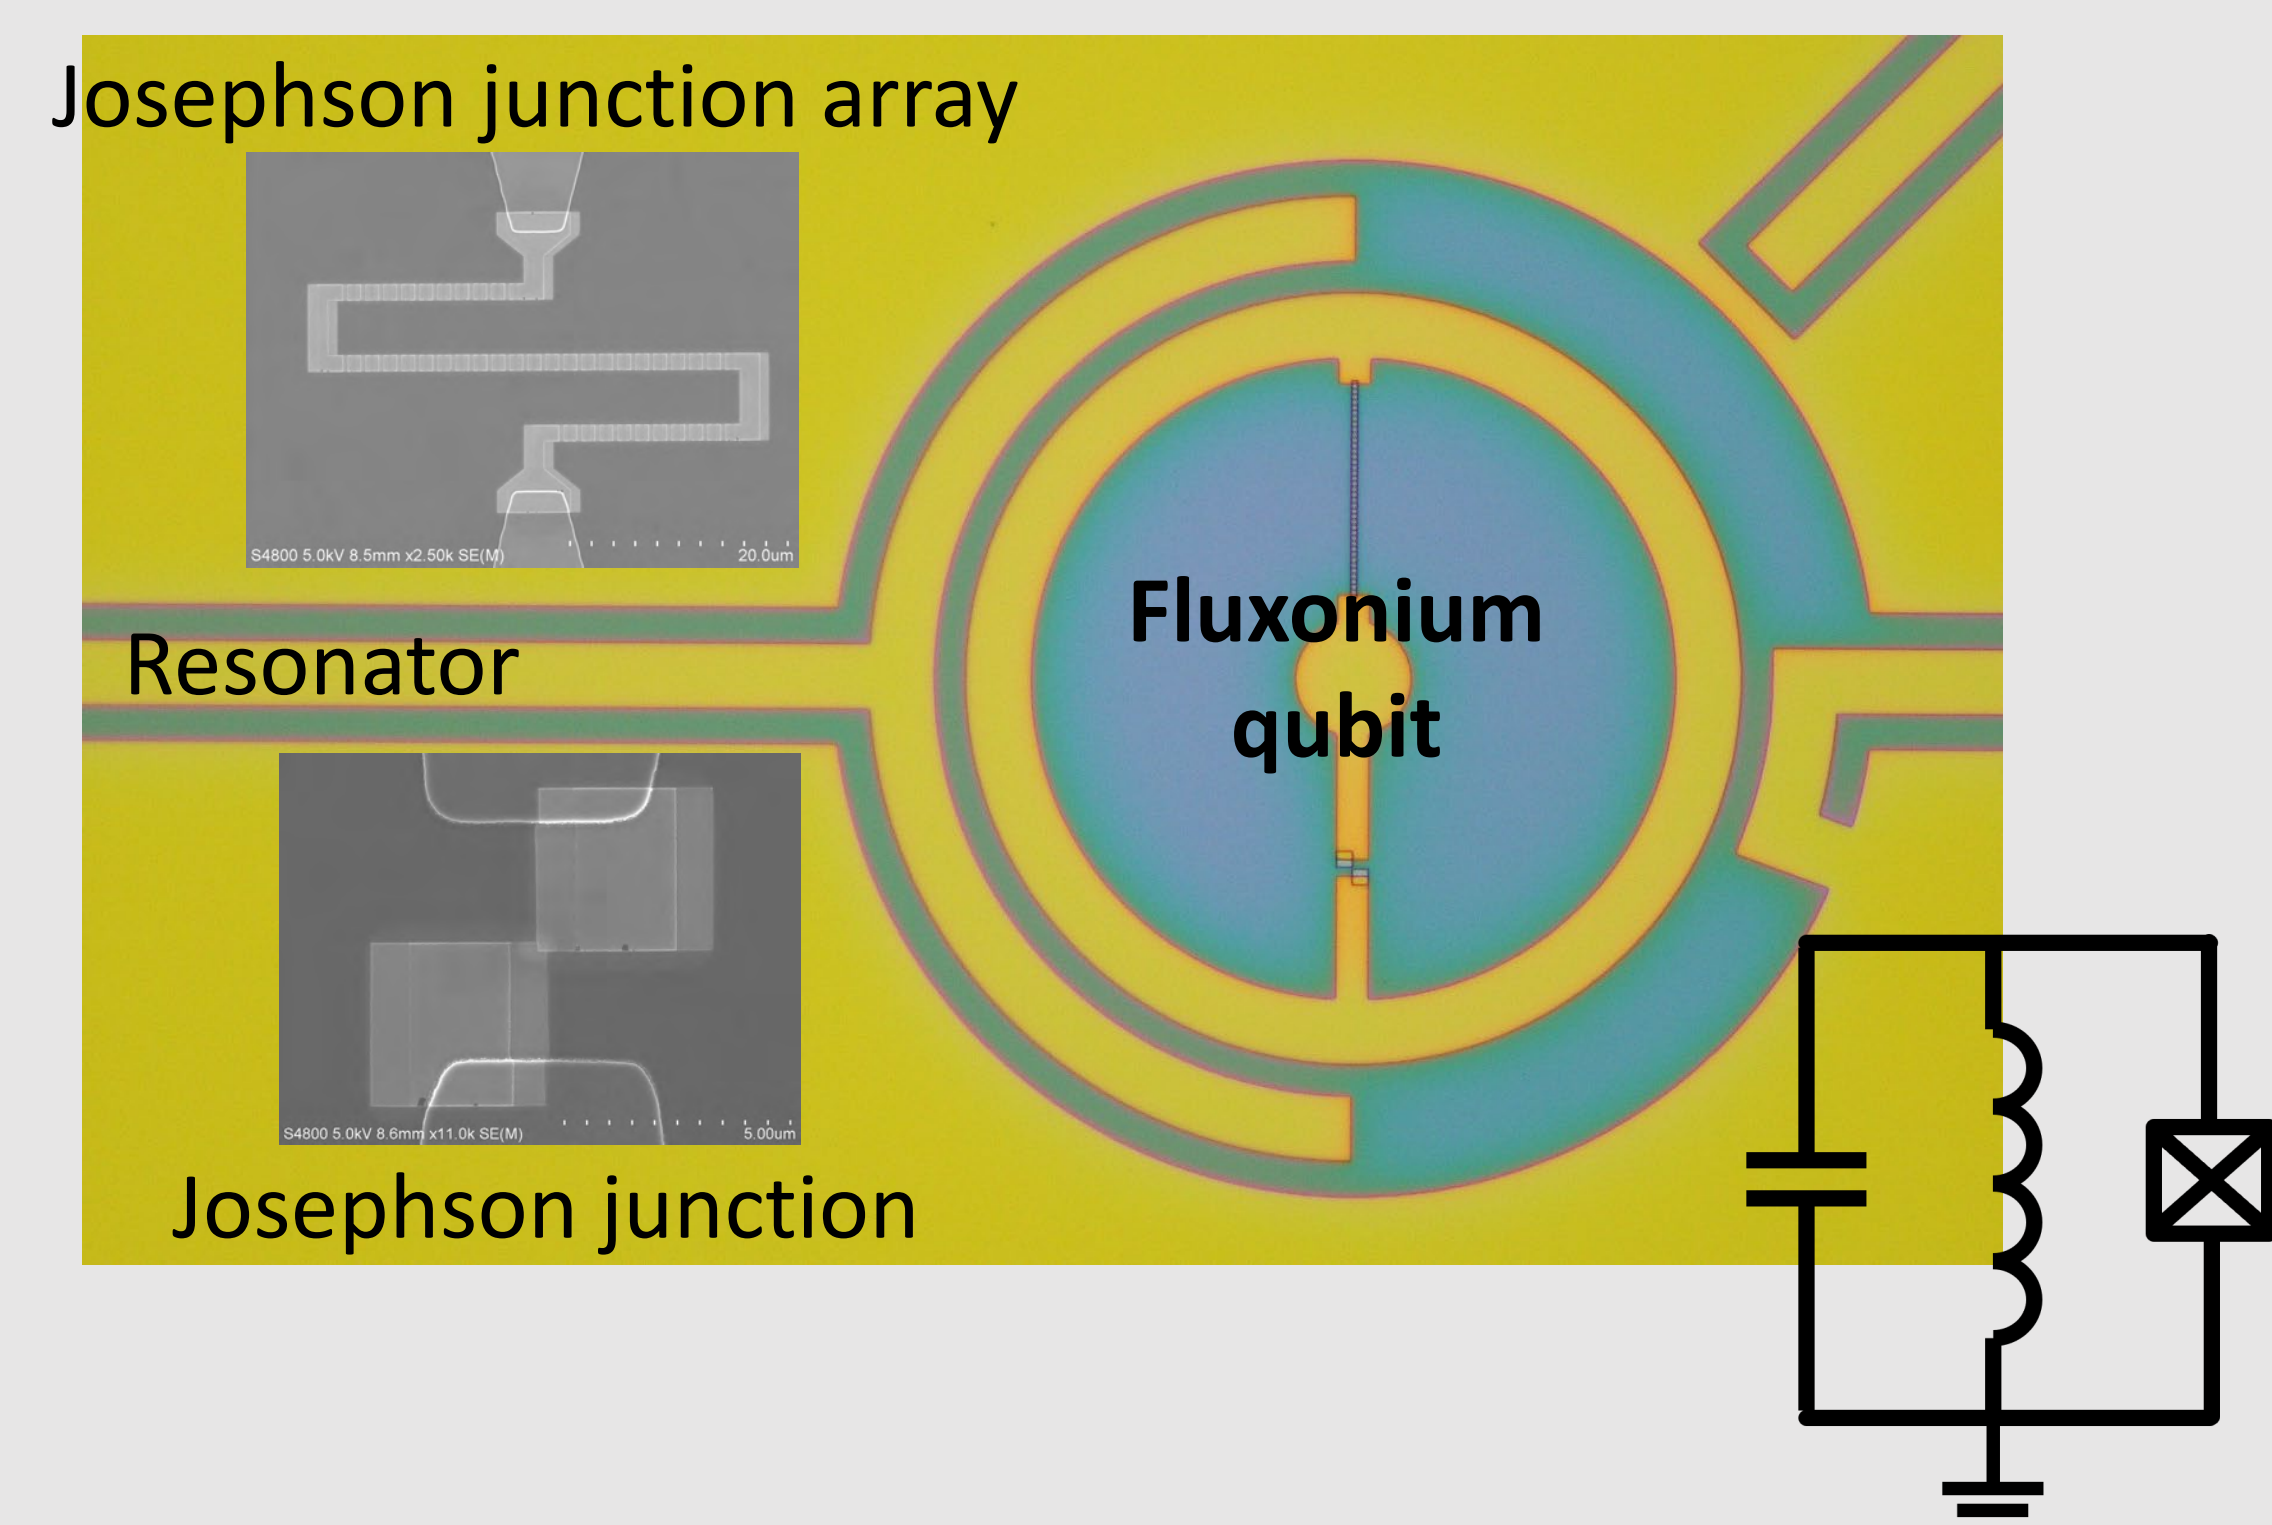 Josephson junction array
S4800 5.0kV 8.5mm x2.50k SE(M)
20.0um
Fluxonium
qubit
Resonator
S4800 5.0kV 8.6mm x11.0k SE(M)
5.00um
Josephson junction